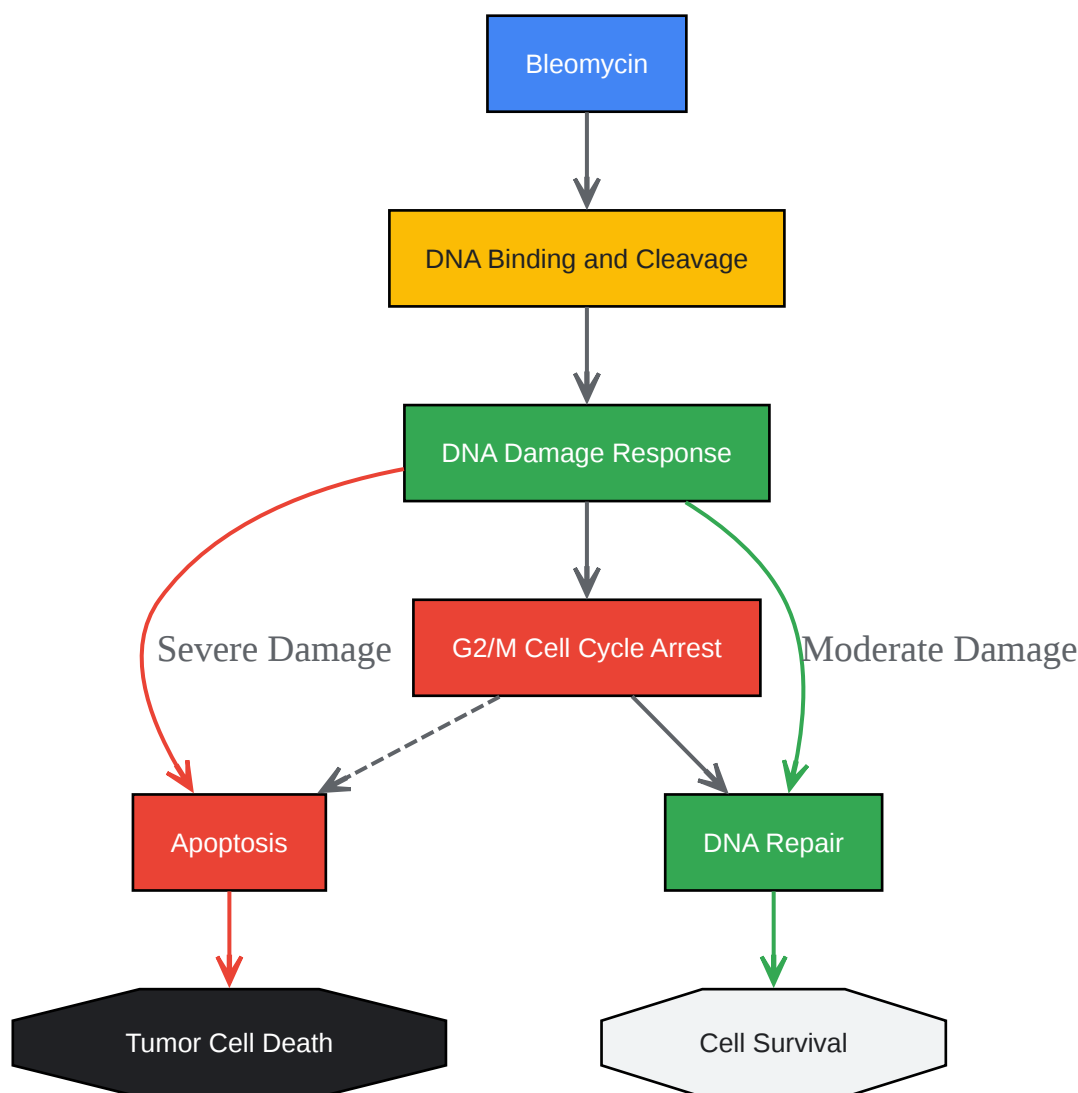 Bleomycin
DNA Binding and Cleavage
DNA Damage Response
Severe Damage
G2/M Cell Cycle Arrest
Moderate Damage
Apoptosis
DNA Repair
Tumor Cell Death
Cell Survival